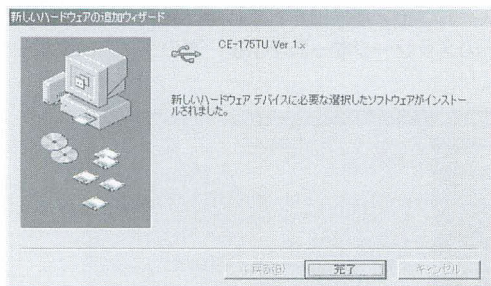 新しいハードウェアの追加ウィザード
CE-175TU Ver 1.x
新しいハードウェア デバイスに必要な選択したソフトウェアがインストー
ルされました。
< 戻る(B)
完了
キャンセル